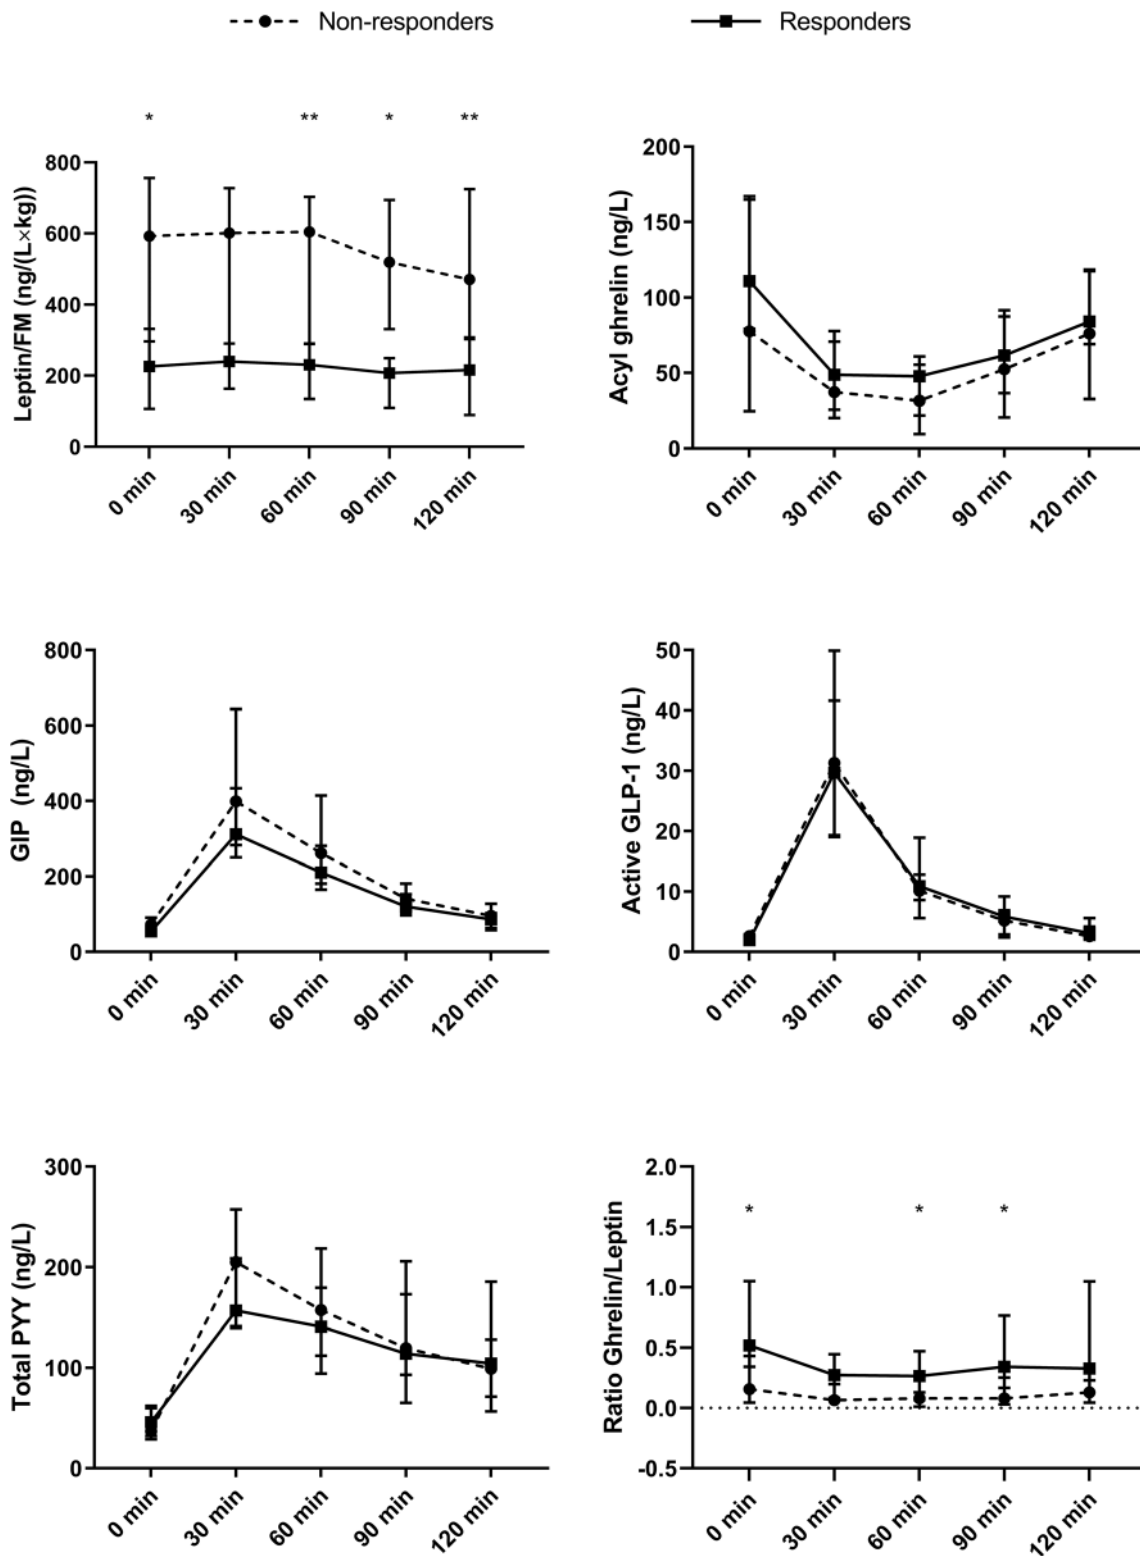 Non-responders
Responders
* ** * **
Leptin/FM (ng/(L×kg))
800
600
400
200
0
0 min
30 min
60 min
90 min
120 min
Acyl ghrelin (ng/L)
200
150
100
50
0
0 min
30 min
60 min
90 min
120 min
GIP (ng/L)
800
600
400
200
0
0 min
30 min
60 min
90 min
120 min
Active GLP-1 (ng/L)
50
40
30
20
10
0
0 min
30 min
60 min
90 min
120 min
Total PYY (ng/L)
300
200
100
0
0 min
30 min
60 min
90 min
120 min
Ratio Ghrelin/Leptin
2.0
1.5
1.0
0.5
0.0
-0.5
* * *
0 min
30 min
60 min
90 min
120 min